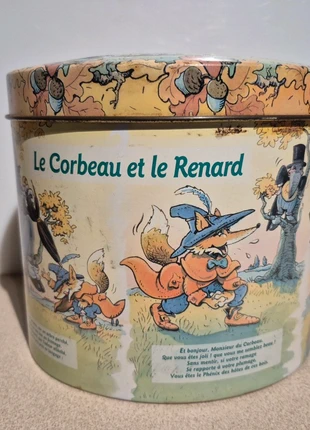 Le Corbeau et le Renard
Et bonjour, Monsieur du Corbeau,
Que vous êtes joli ! que vous me semblez beau !
Sans mentir, si votre ramage
Se rapporte à votre plumage,
Vous êtes le Phénix des hôtes de ces bois.